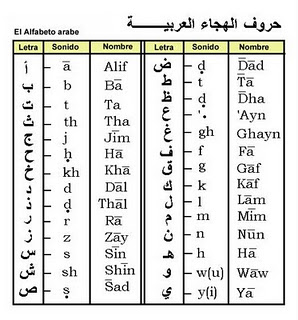 حروف الهجاء العربية
El Alfabeto arabe
Letra Sonido Nombre
أ – ā Alif
ب – b Bā
ت – t Ta
ث – th Tha
ج – j Jīm
ح – ḥ Hā
خ – kh Khā
د – d Dāl
ذ – ḍ Thāl
ر – r Rā
ز – z Zāy
س – s Sīn
ش – sh Shīn
ص – ṣ Ṣad
Letra Sonido Nombre
ض – ḍ Ḍād
ط – ṭ Ṭā
ظ – ḍ Ḍha
ع – 'Ayn
غ – gh Ghayn
ف – f Fā
ق – g Gāf
ك – k Kāf
ل – l Lām
م – m Mīm
ن – n Nūn
ه – h Hā
و – w(u) Wāw
ي – y(i) Yā